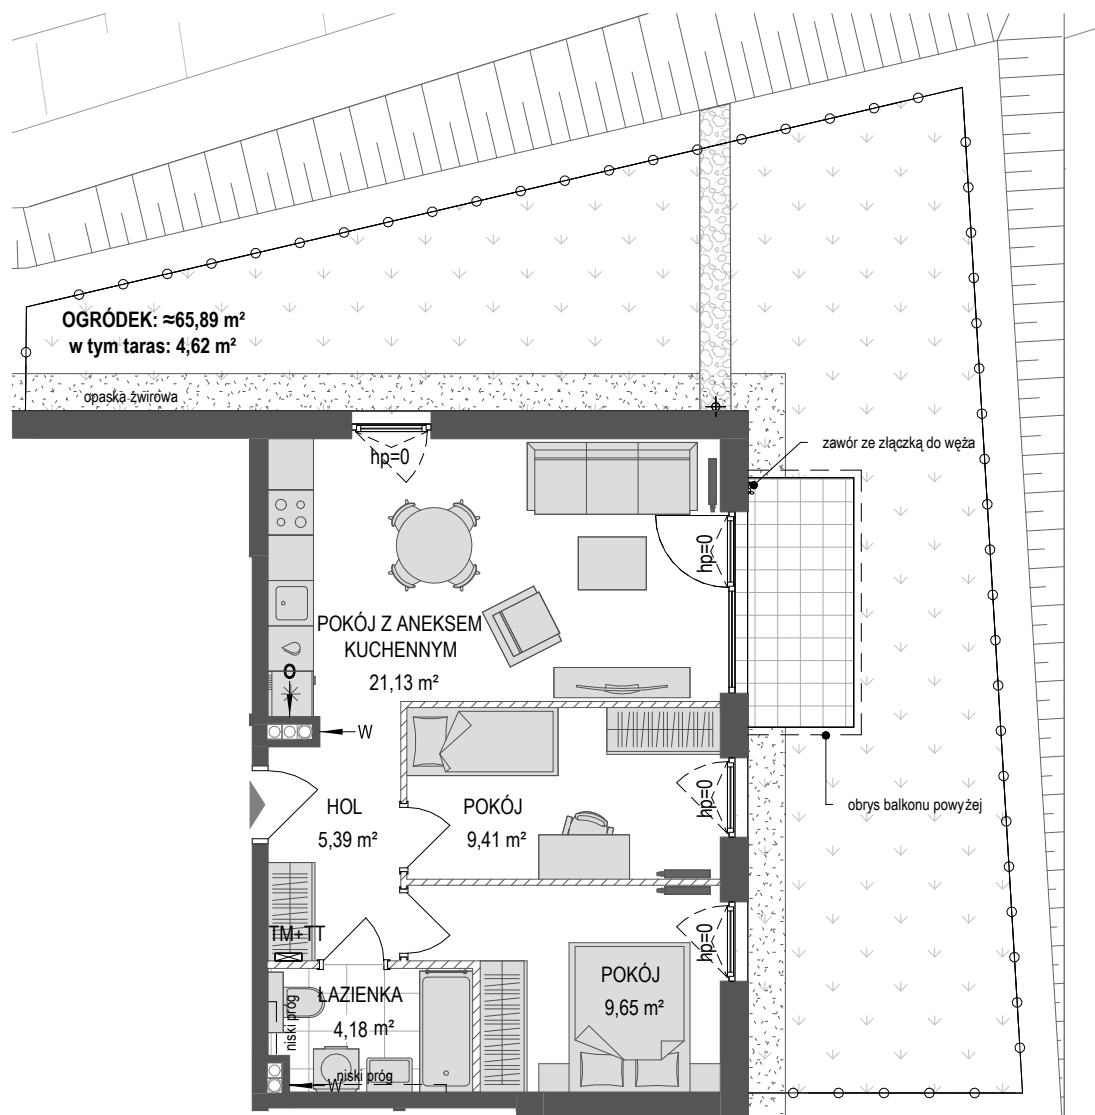 OGRÓDEK: ≈65,89 m²
w tym taras: 4,62 m²
opaska żwirowa
hp=0
zawór ze złączką do węża
hp=0
POKÓJ Z ANEKSEM
KUCHENNYM
21,13 m²
O
W
hp=0
obrys balkonu powyżej
HOL
5,39 m²
POKÓJ
9,41 m²
TM+TT
hp=0
ŁAZIENKA
4,18 m²
niski próg
niski próg
W
POKÓJ
9,65 m²